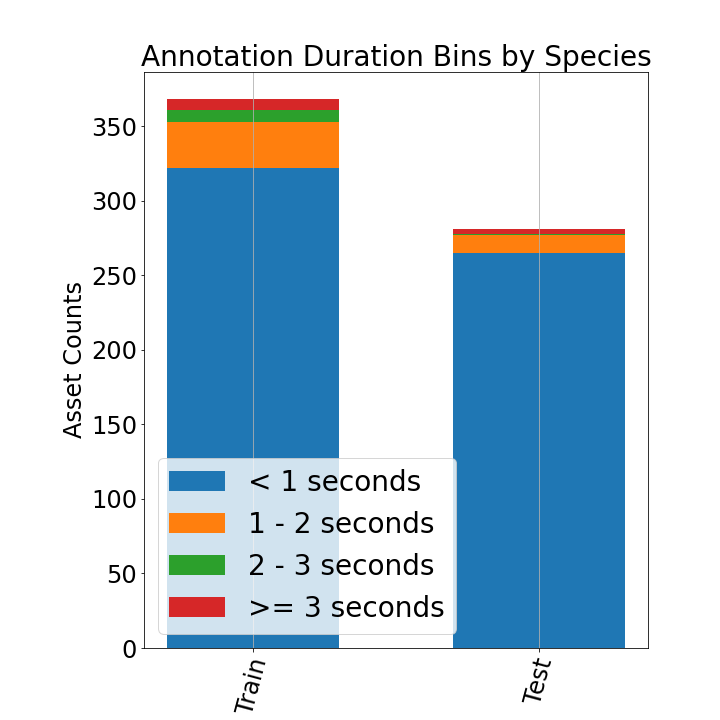 Annotation Duration Bins by Species
Asset Counts
350
300
250
200
150
100
50
0
< 1 seconds
1 - 2 seconds
2 - 3 seconds
>= 3 seconds
Train
Test